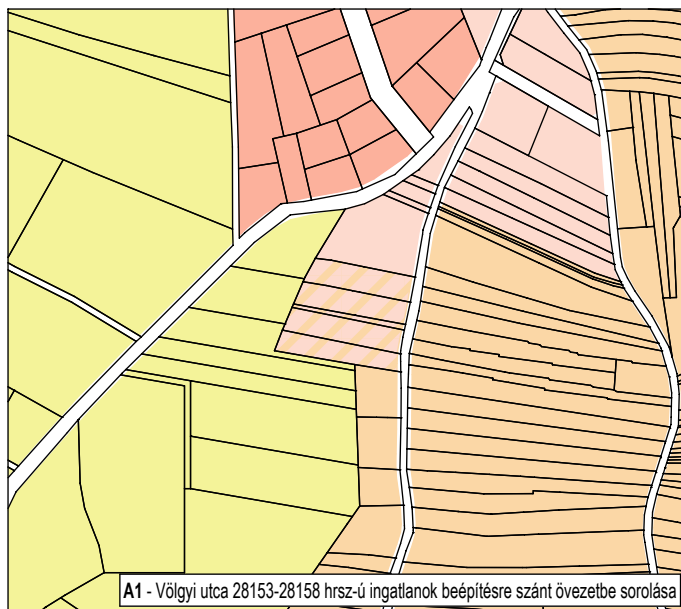 A1 - Völgyi utca 28153-28158 hrsz-ú ingatlanok beépítésre szánt övezetbe sorolása